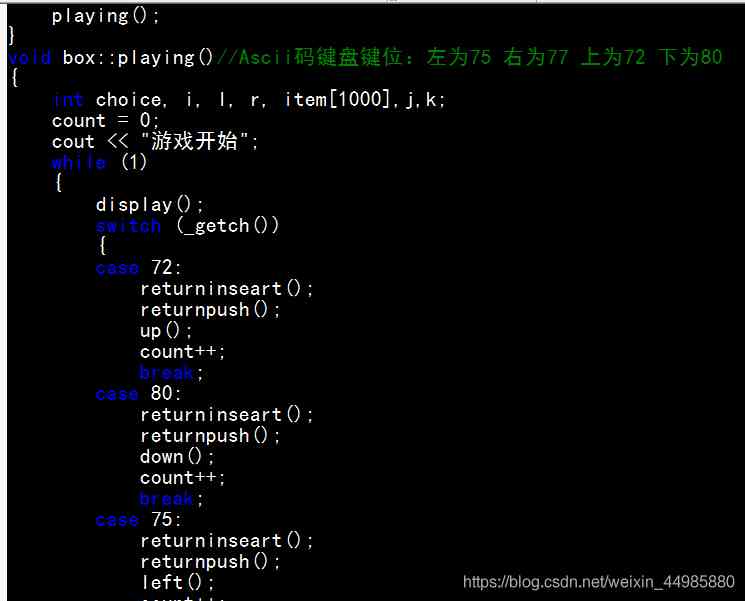 playing();
}
void box::playing()//Ascii码键盘键位：左为75 右为77 上为72 下为80
{
    int choice, i, l, r, item[1000],j,k;
    count = 0;
    cout << "游戏开始";
    while (1)
    {
        display();
        switch (_getch())
        {
        case 72:
            returninseart();
            returnpush();
            up();
            count++;
            break;
        case 80:
            returninseart();
            returnpush();
            down();
            count++;
            break;
        case 75:
            returninseart();
            returnpush();
            left();
https://blog.csdn.net/weixin_44985880